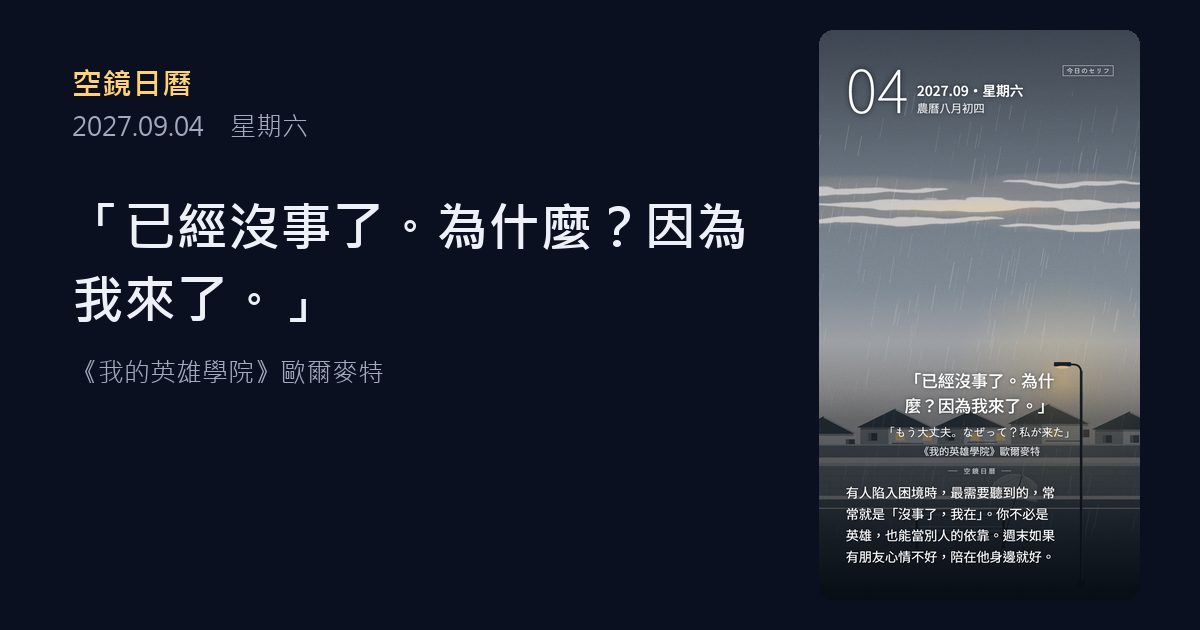 空鏡日曆
2027.09.04 星期六
「已經沒事了。為什麼？因為
我來了。」
《我的英雄學院》歐爾麥特
04
2027.09・星期六
農曆八月初四
今日のセリフ
「已經沒事了。為什
麼？因為我來了。」
「もう大丈夫。なぜって？私が来た」
《我的英雄學院》歐爾麥特
— 空鏡日曆 —
有人陷入困境時，最需要聽到的，常
常就是「沒事了，我在」。你不必是
英雄，也能當別人的依靠。週末如果
有朋友心情不好，陪在他身邊就好。